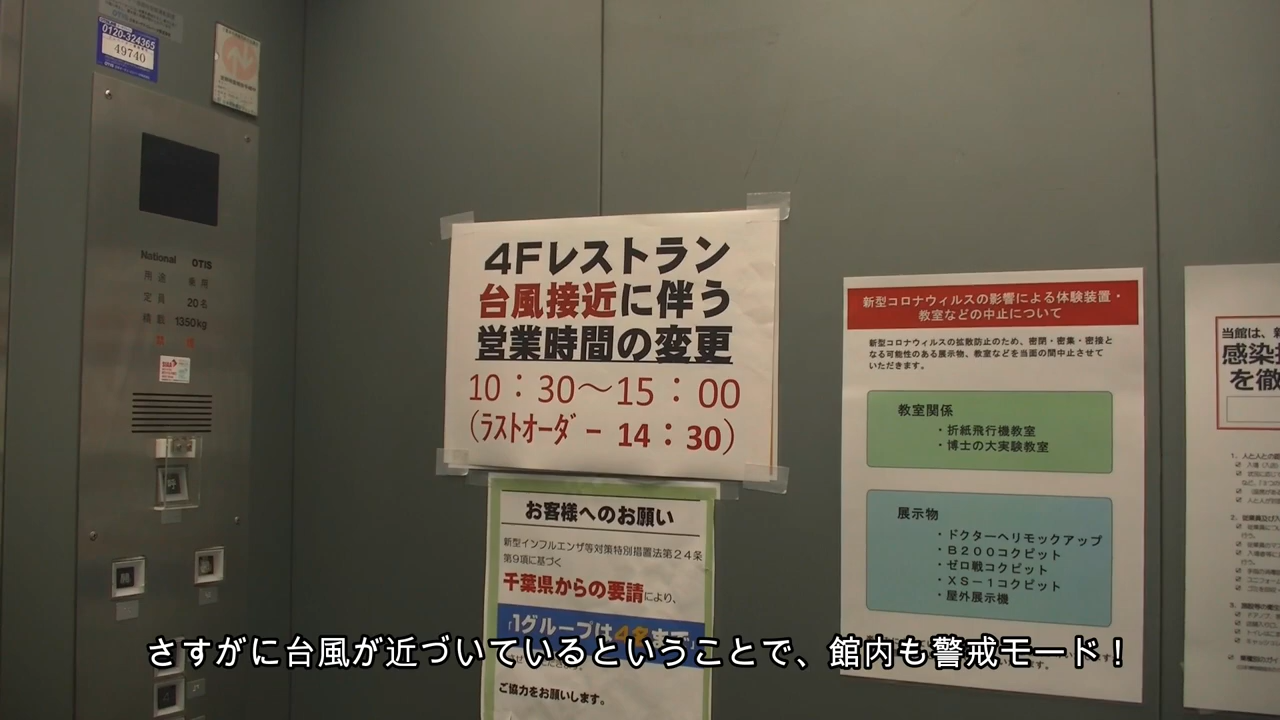 0120-324365
49740
National OTIS
用途 乗用
定員 20名
積載 1350kg
4Fレストラン
台風接近に伴う
営業時間の変更
10：30～15：00
（ラストオーダー 14：30）
お客様へのお願い
新型インフルエンザ等対策特別措置法第24条
第9項に基づく
千葉県からの要請により、
「1グループは4名まで」
ご協力をお願いします。
新型コロナウィルスの影響による体験装置・
教室などの中止について
新型コロナウィルスの拡散防止のため、密閉・密集・密接と
なる可能性のある展示物、教室などを当面の間中止させて
いただきます。
教室関係
・折紙飛行機教室
・博士の大実験教室
展示物
・ドクターヘリモックアップ
・B200コクピット
・ゼロ戦コクピット
・XS－1コクピット
・屋外展示機
当館は、
感染
を徹
さすがに台風が近づいているということで、館内も警戒モード！